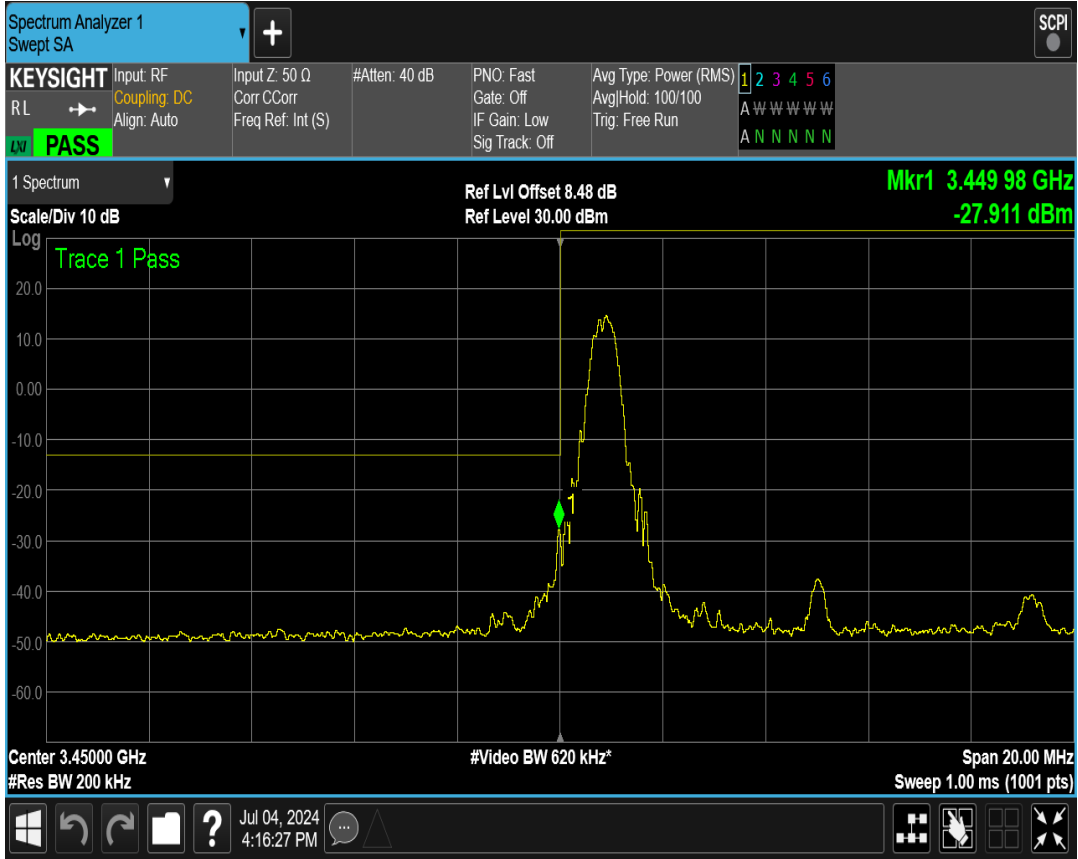 Spectrum Analyzer 1
Swept SA
+
SCPI
KEYSIGHT
RL
LXI PASS
Input: RF
Coupling: DC
Align: Auto
Input Z: 50 Ω
Corr CCorr
Freq Ref: Int (S)
#Atten: 40 dB
PNO: Fast
Gate: Off
IF Gain: Low
Sig Track: Off
Avg Type: Power (RMS)
Avg|Hold: 100/100
Trig: Free Run
1 2 3 4 5 6
A W W W W W
A N N N N N
1 Spectrum
Scale/Div 10 dB
Ref Lvl Offset 8.48 dB
Ref Level 30.00 dBm
Mkr1 3.449 98 GHz
-27.911 dBm
Log
Trace 1 Pass
20.0
10.0
0.00
-10.0
-20.0
1
-30.0
-40.0
-50.0
-60.0
Center 3.45000 GHz
#Res BW 200 kHz
#Video BW 620 kHz*
Span 20.00 MHz
Sweep 1.00 ms (1001 pts)
?
Jul 04, 2024
4:16:27 PM